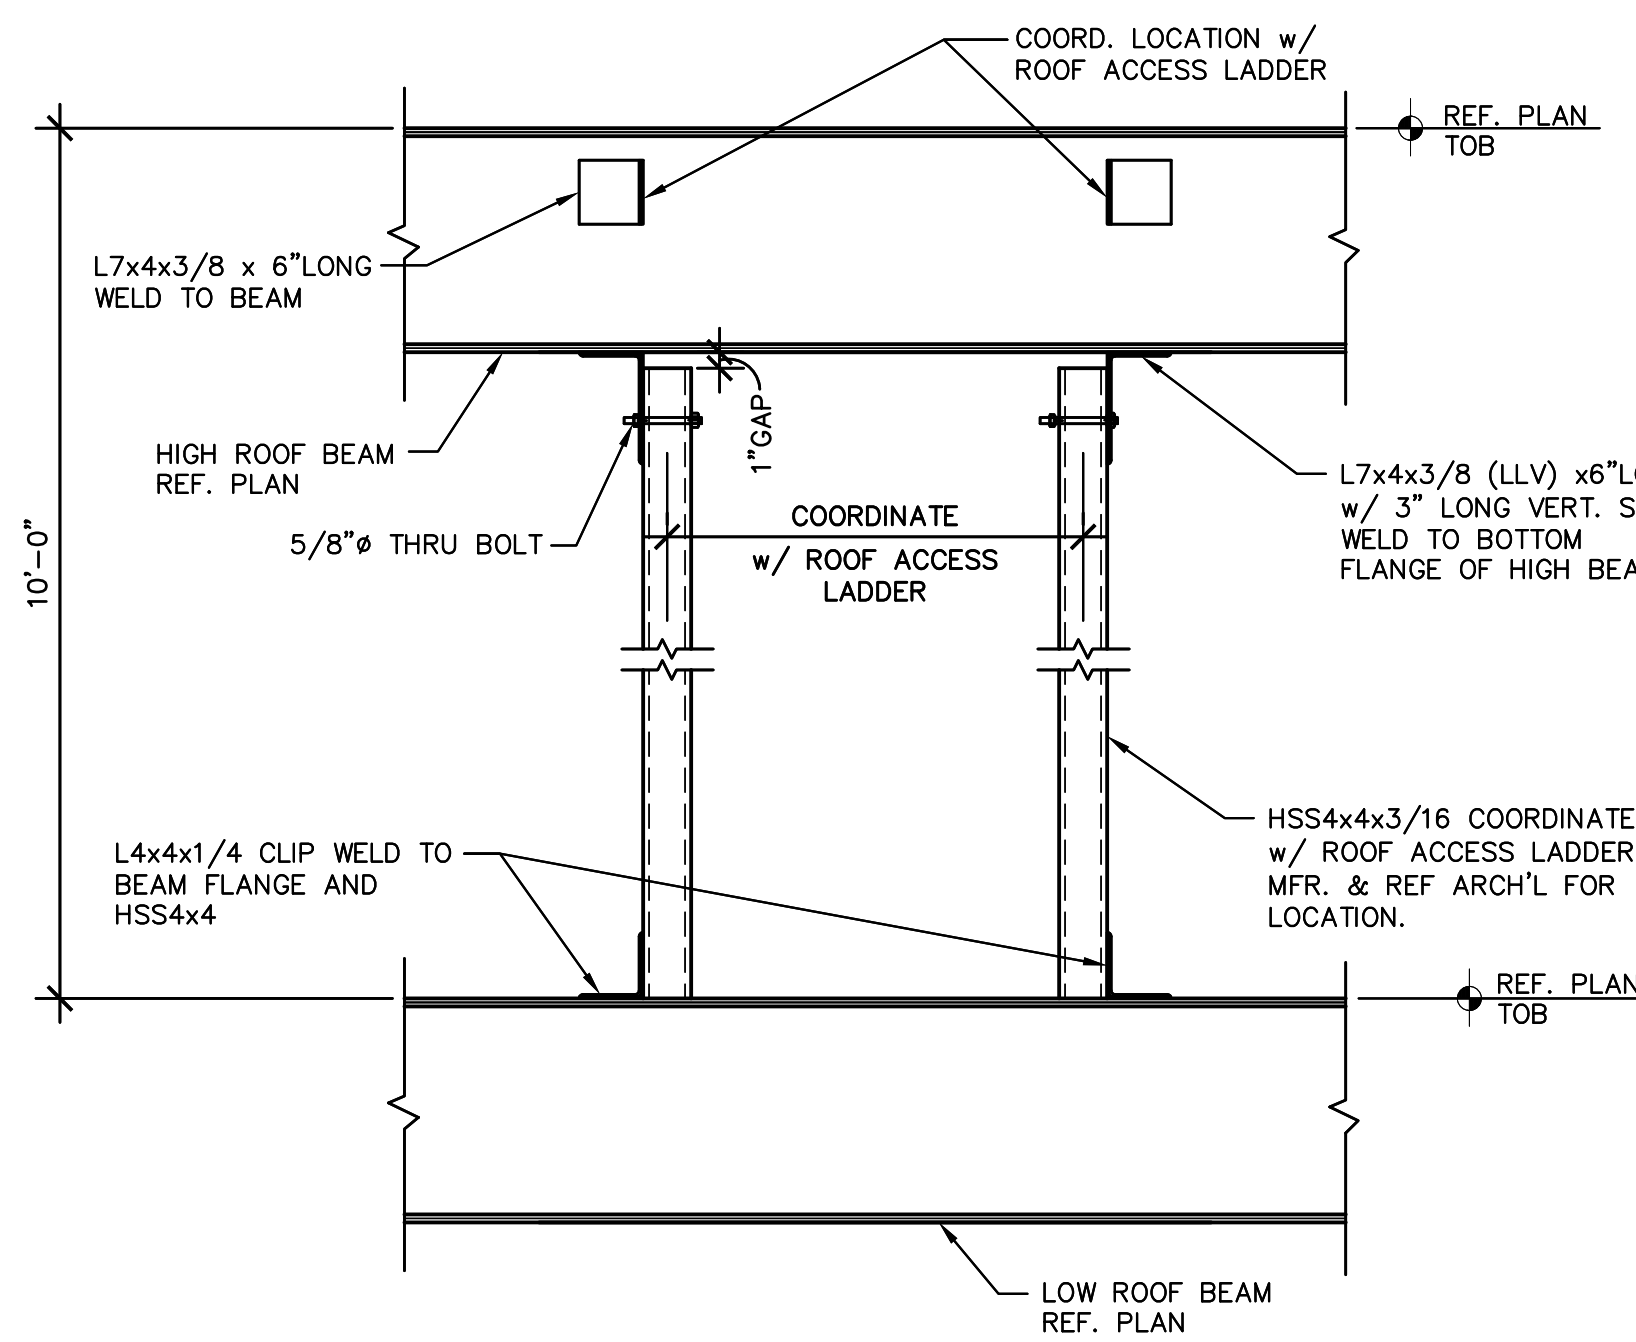 COORD. LOCATION w/
ROOF ACCESS LADDER
REF. PLAN
TOB
L7x4x3/8 x 6"LONG
WELD TO BEAM
1"GAP
HIGH ROOF BEAM
REF. PLAN
L7x4x3/8 (LLV) x6"
w/ 3" LONG VERT.
WELD TO BOTTOM
FLANGE OF HIGH
5/8"ø THRU BOLT
COORDINATE
w/ ROOF ACCESS
LADDER
10'-0"
HSS4x4x3/16 COORDINATE
w/ ROOF ACCESS LADDER
MFR. & REF ARCH'L FOR
LOCATION.
L4x4x1/4 CLIP WELD TO
BEAM FLANGE AND
HSS4x4
REF. PLAN
TOB
LOW ROOF BEAM
REF. PLAN